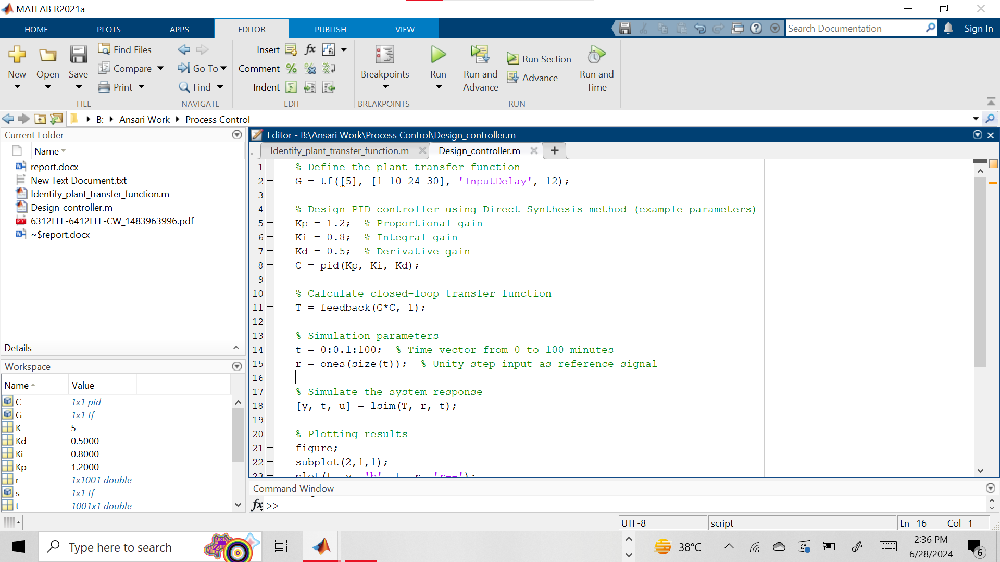 MATLAB R2021a
HOME PLOTS APPS EDITOR PUBLISH VIEW Search Documentation Sign In
New Open Save Find Files Compare Print
FILE
Go To Find
NAVIGATE
Insert fx fi
Comment
Indent
EDIT
Breakpoints
BREAKPOINTS
Run Run and Advance Run Section Advance Run and Time
RUN
B: Ansari Work Process Control
Current Folder
Name
report.docx
New Text Document.txt
Identify_plant_transfer_function.m
Design_controller.m
6312ELE-6412ELE-CW_1483963996.pdf
~$report.docx
Details
Workspace
Name Value
C 1x1 pid
G 1x1 tf
K 5
Kd 0.5000
Ki 0.8000
Kp 1.2000
r 1x1001 double
s 1x1 tf
t 1001x1 double
Editor - B:\Ansari Work\Process Control\Design_controller.m
Identify_plant_transfer_function.m Design_controller.m
1 % Define the plant transfer function
2 G = tf([5], [1 10 24 30], 'InputDelay', 12);
3
4 % Design PID controller using Direct Synthesis method (example parameters)
5 Kp = 1.2; % Proportional gain
6 Ki = 0.8; % Integral gain
7 Kd = 0.5; % Derivative gain
8 C = pid(Kp, Ki, Kd);
9
10 % Calculate closed-loop transfer function
11 T = feedback(G*C, 1);
12
13 % Simulation parameters
14 t = 0:0.1:100; % Time vector from 0 to 100 minutes
15 r = ones(size(t)); % Unity step input as reference signal
16
17 % Simulate the system response
18 [y, t, u] = lsim(T, r, t);
19
20 % Plotting results
21 figure;
22 subplot(2,1,1);
23 plot(t, y, 'b', t, r, 'r--');
Command Window
fx >>
UTF-8 script Ln 16 Col 1
Type here to search
38°C
2:36 PM
6/28/2024
6